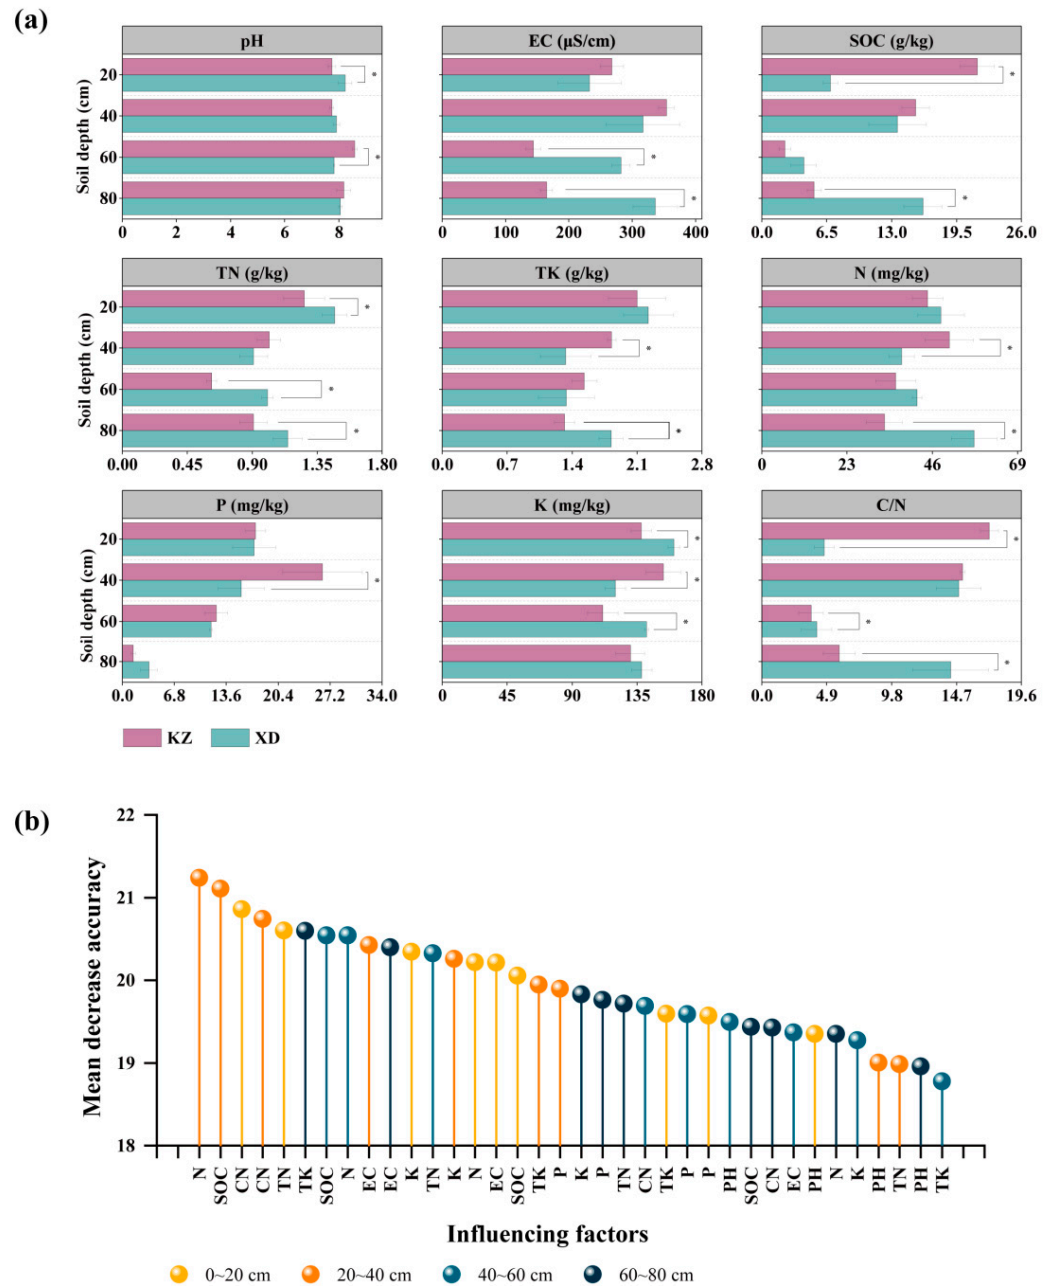 (a)
pH EC (μS/cm) SOC (g/kg)
Soil depth (cm)
20 * *
40
60 * *
80 * *
0 2 4 6 8 0 100 200 300 400 0.0 6.5 13.0 19.5 26.0
TN (g/kg) TK (g/kg) N (mg/kg)
Soil depth (cm)
20 *
40 * *
60 *
80 * * *
0.00 0.45 0.90 1.35 1.80 0.0 0.7 1.4 2.1 2.8 0 23 46 69
P (mg/kg) K (mg/kg) C/N
Soil depth (cm)
20 * *
40 * *
60 * *
80 *
0.0 6.8 13.6 20.4 27.2 34.0 0 45 90 135 180 0.0 4.9 9.8 14.7 19.6
KZ XD
(b)
Mean decrease accuracy
22
21
20
19
18
N SOC CN CN TN TK SOC N EC EC K TN K N EC SOC TK P K P TN CN TK P P PH SOC CN EC PH N K PH TN PH TK
Influencing factors
0~20 cm 20~40 cm 40~60 cm 60~80 cm